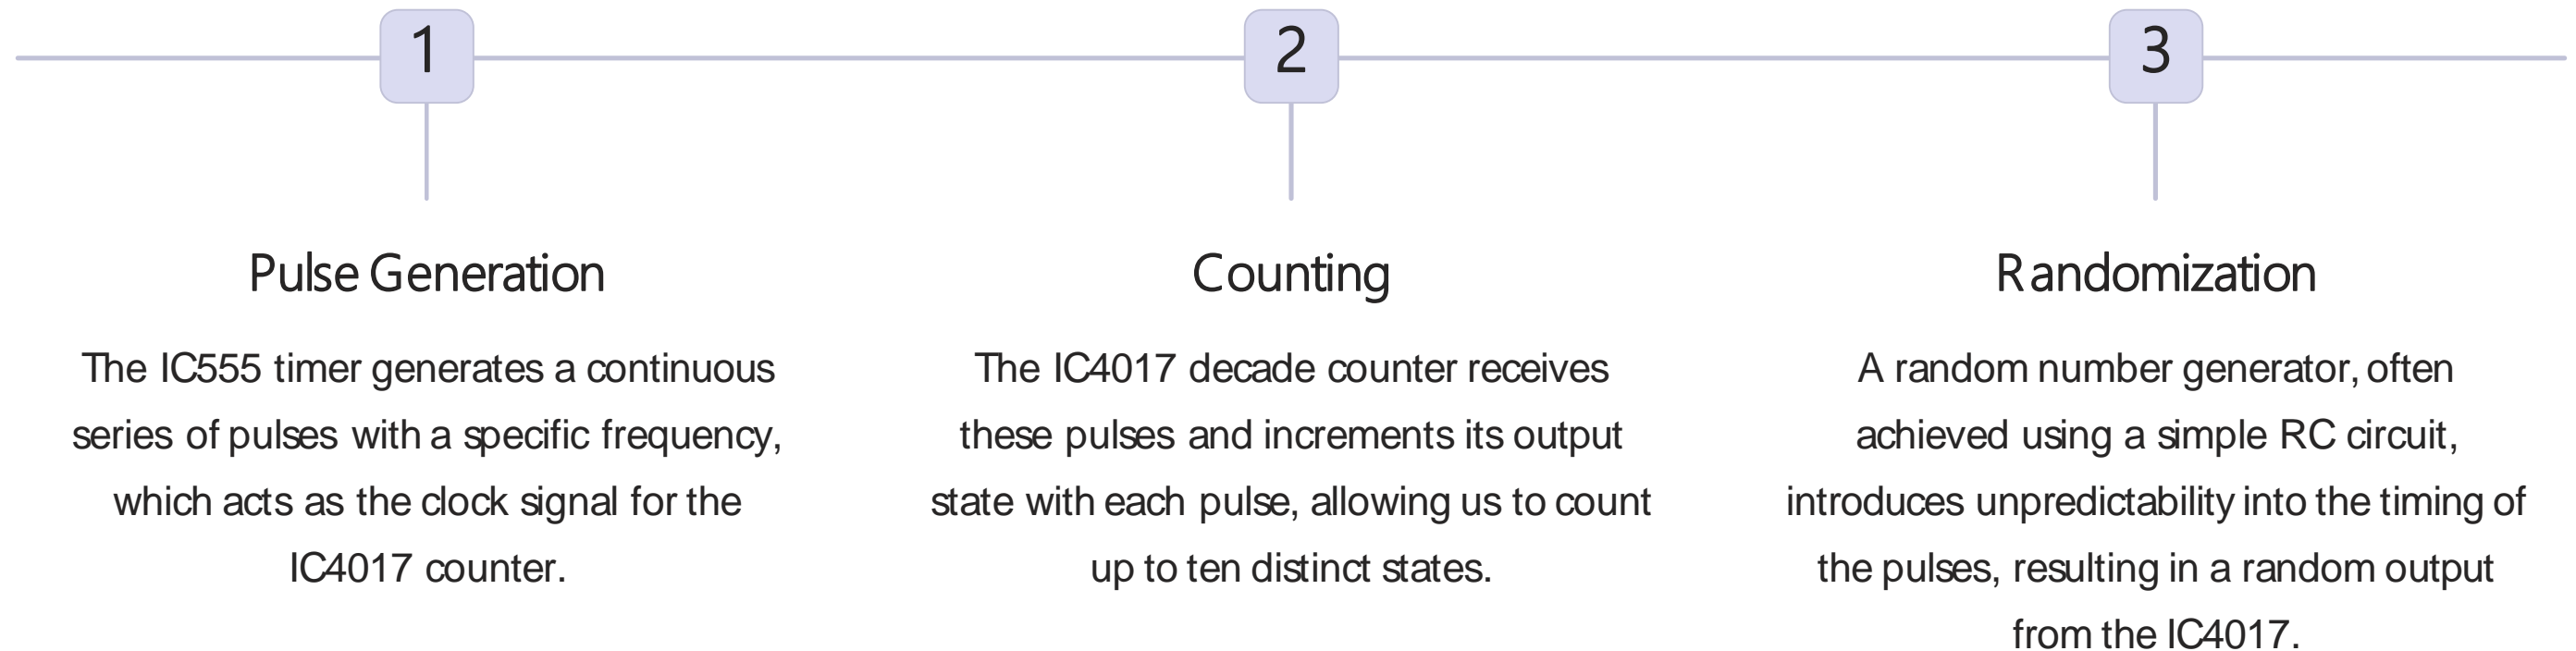 1
2
3
Pulse Generation
The IC555 timer generates a continuous
series of pulses with a specific frequency,
which acts as the clock signal for the
IC4017 counter.
Counting
The IC4017 decade counter receives
these pulses and increments its output
state with each pulse, allowing us to count
up to ten distinct states.
Randomization
A random number generator, often
achieved using a simple RC circuit,
introduces unpredictability into the timing of
the pulses, resulting in a random output
from the IC4017.